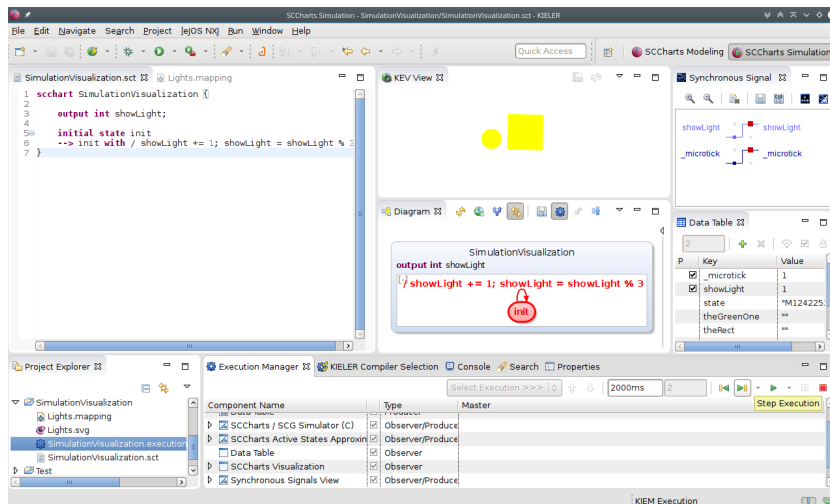 SCCharts Simulation - SimulationVisualization/SimulationVisualization.sct - KIELER
File Edit Navigate Search Project leJOS NXJ Run Window Help
Quick Access
SCCharts Modeling
SCCharts Simulation
SimulationVisualization.sct
Lights.mapping
1 scchart SimulationVisualization {
2
3 output int showLight;
4
5 initial state init
6 --> init with / showLight += 1; showLight = showLight % 3
7 }
KEV View
Diagram
SimulationVisualization
output int showLight
/ showLight += 1; showLight = showLight % 3
init
Synchronous Signal
showLight showLight
_microtick _microtick
Data Table
2
P Key Value
_microtick 1
showLight 1
state "M124225
theGreenOne ""
theRect ""
Project Explorer
SimulationVisualization
Lights.mapping
Lights.svg
SimulationVisualization.execution
SimulationVisualization.sct
Test
Execution Manager
KIELER Compiler Selection
Console
Search
Properties
Select Execution >>>
2000ms
2
Step Execution
Component Name Type Master
Data Table Producer
SCCharts / SCG Simulator (C) Observer/Produce
SCCharts Active States Approxin Observer/Produce
Data Table Observer
SCCharts Visualization Observer
Synchronous Signals View Observer/Produce
KIEM Execution